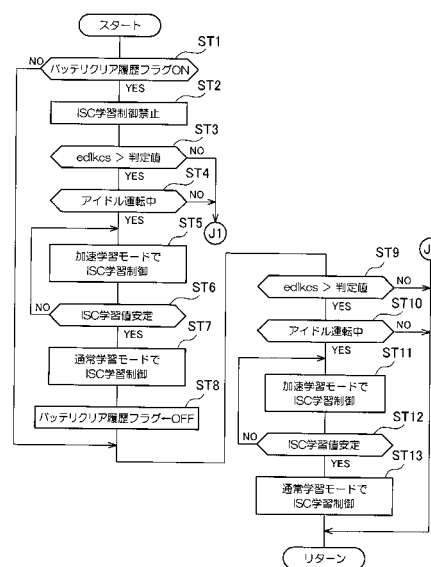 スタート
ST1
バッテリクリア履歴フラグON
NO
YES
ST2
ISC学習制御禁止
ST3
edlkcs > 判定値
NO
YES
ST4
アイドル運転中
NO
YES
J1
ST5
加速学習モードで
ISC学習制御
ST6
ISC学習値安定
NO
YES
ST7
通常学習モードで
ISC学習制御
ST8
バッテリクリア履歴フラグ←OFF
J
ST9
edlkcs > 判定値
NO
YES
ST10
アイドル運転中
NO
YES
ST11
加速学習モードで
ISC学習制御
ST12
ISC学習値安定
NO
YES
ST13
通常学習モードで
ISC学習制御
リターン